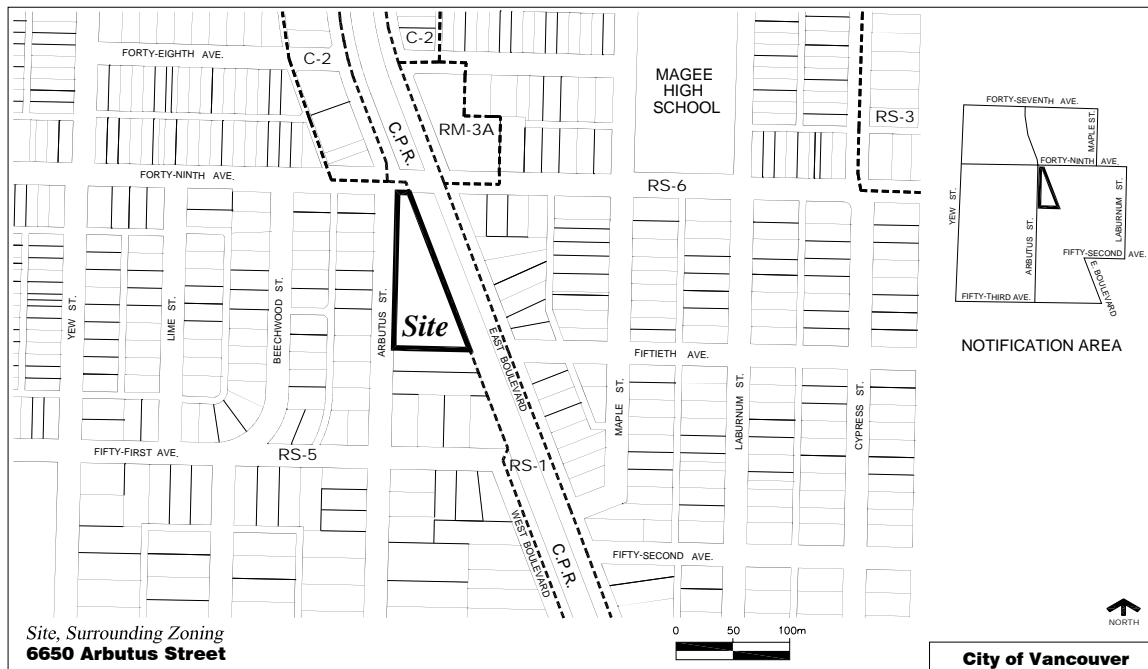 FORTY-EIGHTH AVE.
C-2
C-2
MAGEE
HIGH
SCHOOL
RS-3
C.P.R.
RM-3A
FORTY-NINTH AVE.
RS-6
YEW ST.
LIME ST.
BEECHWOOD ST.
ARBUTUS ST.
Site
EAST BOULEVARD
FIFTIETH AVE.
MAPLE ST.
LABURNUM ST.
CYPRESS ST.
FIFTY-FIRST AVE.
RS-5
RS-1
WEST BOULEVARD
C.P.R.
FIFTY-SECOND AVE.
FORTY-SEVENTH AVE.
MAPLE ST.
FORTY-NINTH AVE.
YEW ST.
ARBUTUS ST.
LABURNUM ST.
FIFTY-SECOND AVE.
E. BOULEVARD
FIFTY-THIRD AVE.
NOTIFICATION AREA
Site, Surrounding Zoning
6650 Arbutus Street
0 50 100m
NORTH
City of Vancouver